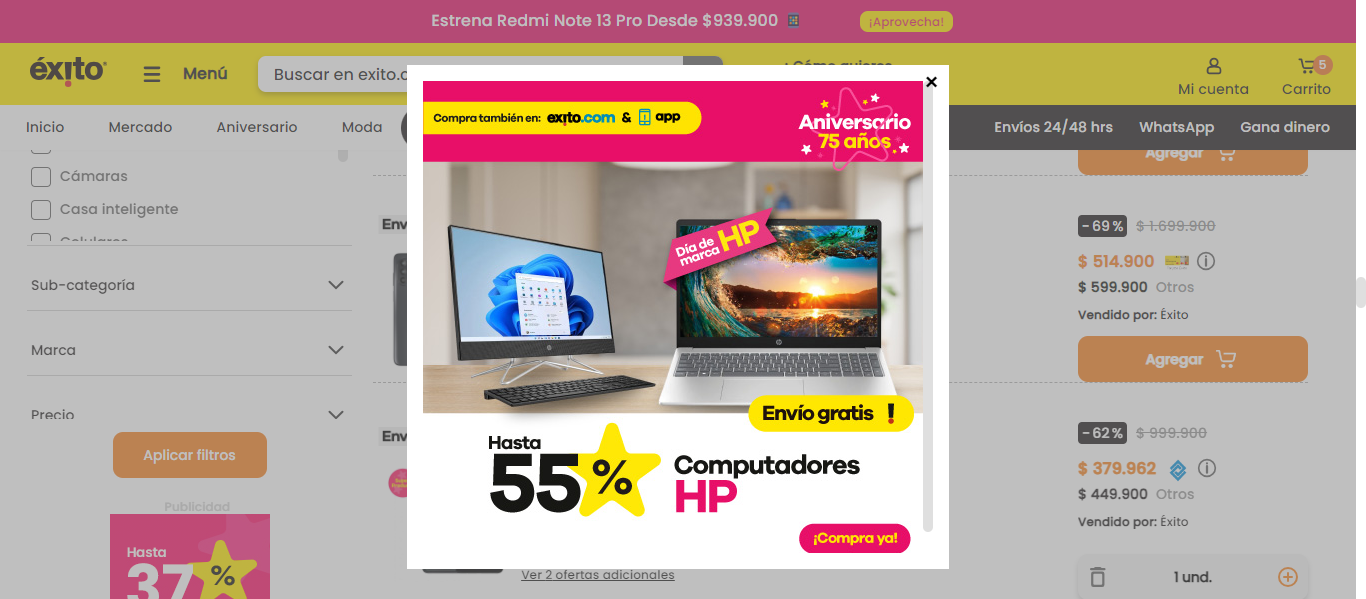 Estrena Redmi Note 13 Pro Desde $939.900
¡Aprovecha!
éxito
Menú
Buscar en exito.c
Mi cuenta
5
Carrito
Inicio
Mercado
Aniversario
Moda
Envíos 24/48 hrs
WhatsApp
Gana dinero
Cámaras
Casa inteligente
Celulares
Sub-categoría
Marca
Precio
Aplicar filtros
Publicidad
Hasta
37%
Env
Env
Compra también en: exito.com & app
Aniversario
75 años
Día de
marca HP
Envío gratis !
Hasta
55%
Computadores
HP
¡Compra ya!
Ver 2 ofertas adicionales
Agregar
-69% $ 1.699.900
$ 514.900
$ 599.900 Otros
Vendido por: Éxito
Agregar
-62% $ 999.900
$ 379.962
$ 449.900 Otros
Vendido por: Éxito
1 und.